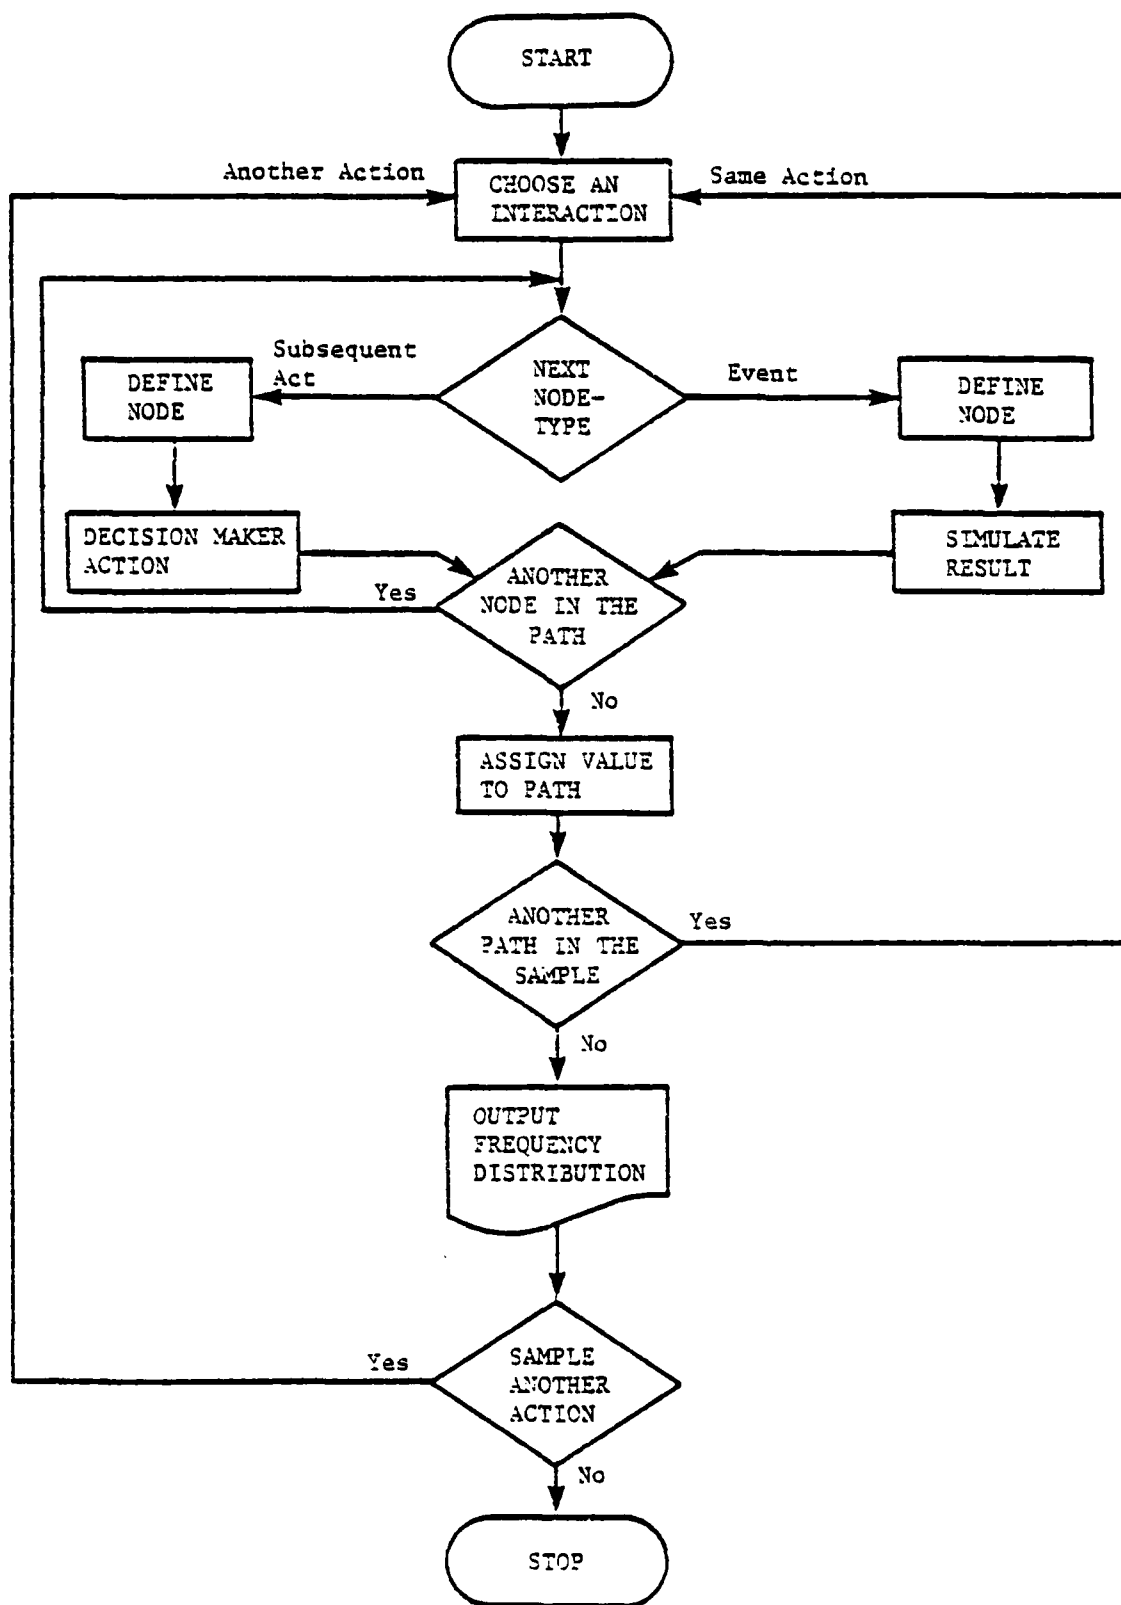 START
Another Action
Same Action
CHOOSE AN
INTERACTION
Subsequent
Act
Event
NEXT
NODE-
TYPE
DEFINE
NODE
DEFINE
NODE
DECISION MAKER
ACTION
SIMULATE
RESULT
ANOTHER
NODE IN THE
PATH
Yes
No
ASSIGN VALUE
TO PATH
ANOTHER
PATH IN THE
SAMPLE
Yes
No
OUTPUT
FREQUENCY
DISTRIBUTION
SAMPLE
ANOTHER
ACTION
Yes
No
STOP